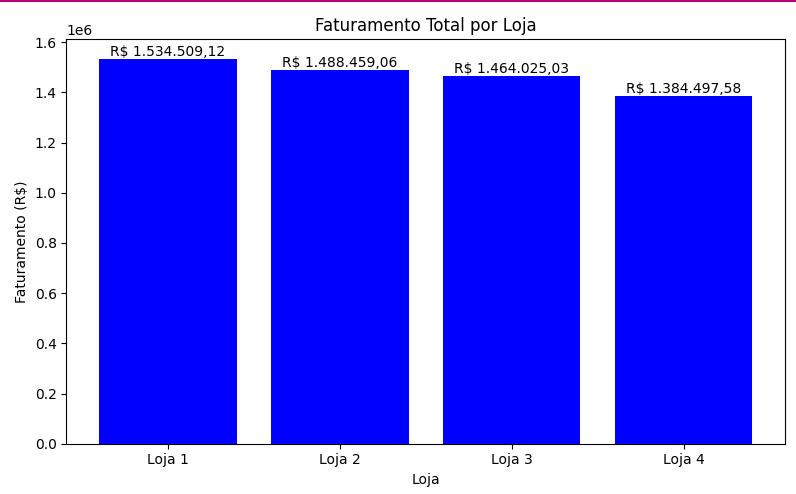 Faturamento Total por Loja
1e6
R$ 1.534.509,12
R$ 1.488.459,06
R$ 1.464.025,03
R$ 1.384.497,58
1.6
1.4
1.2
1.0
0.8
0.6
0.4
0.2
0.0
Faturamento (R$)
Loja 1
Loja 2
Loja 3
Loja 4
Loja